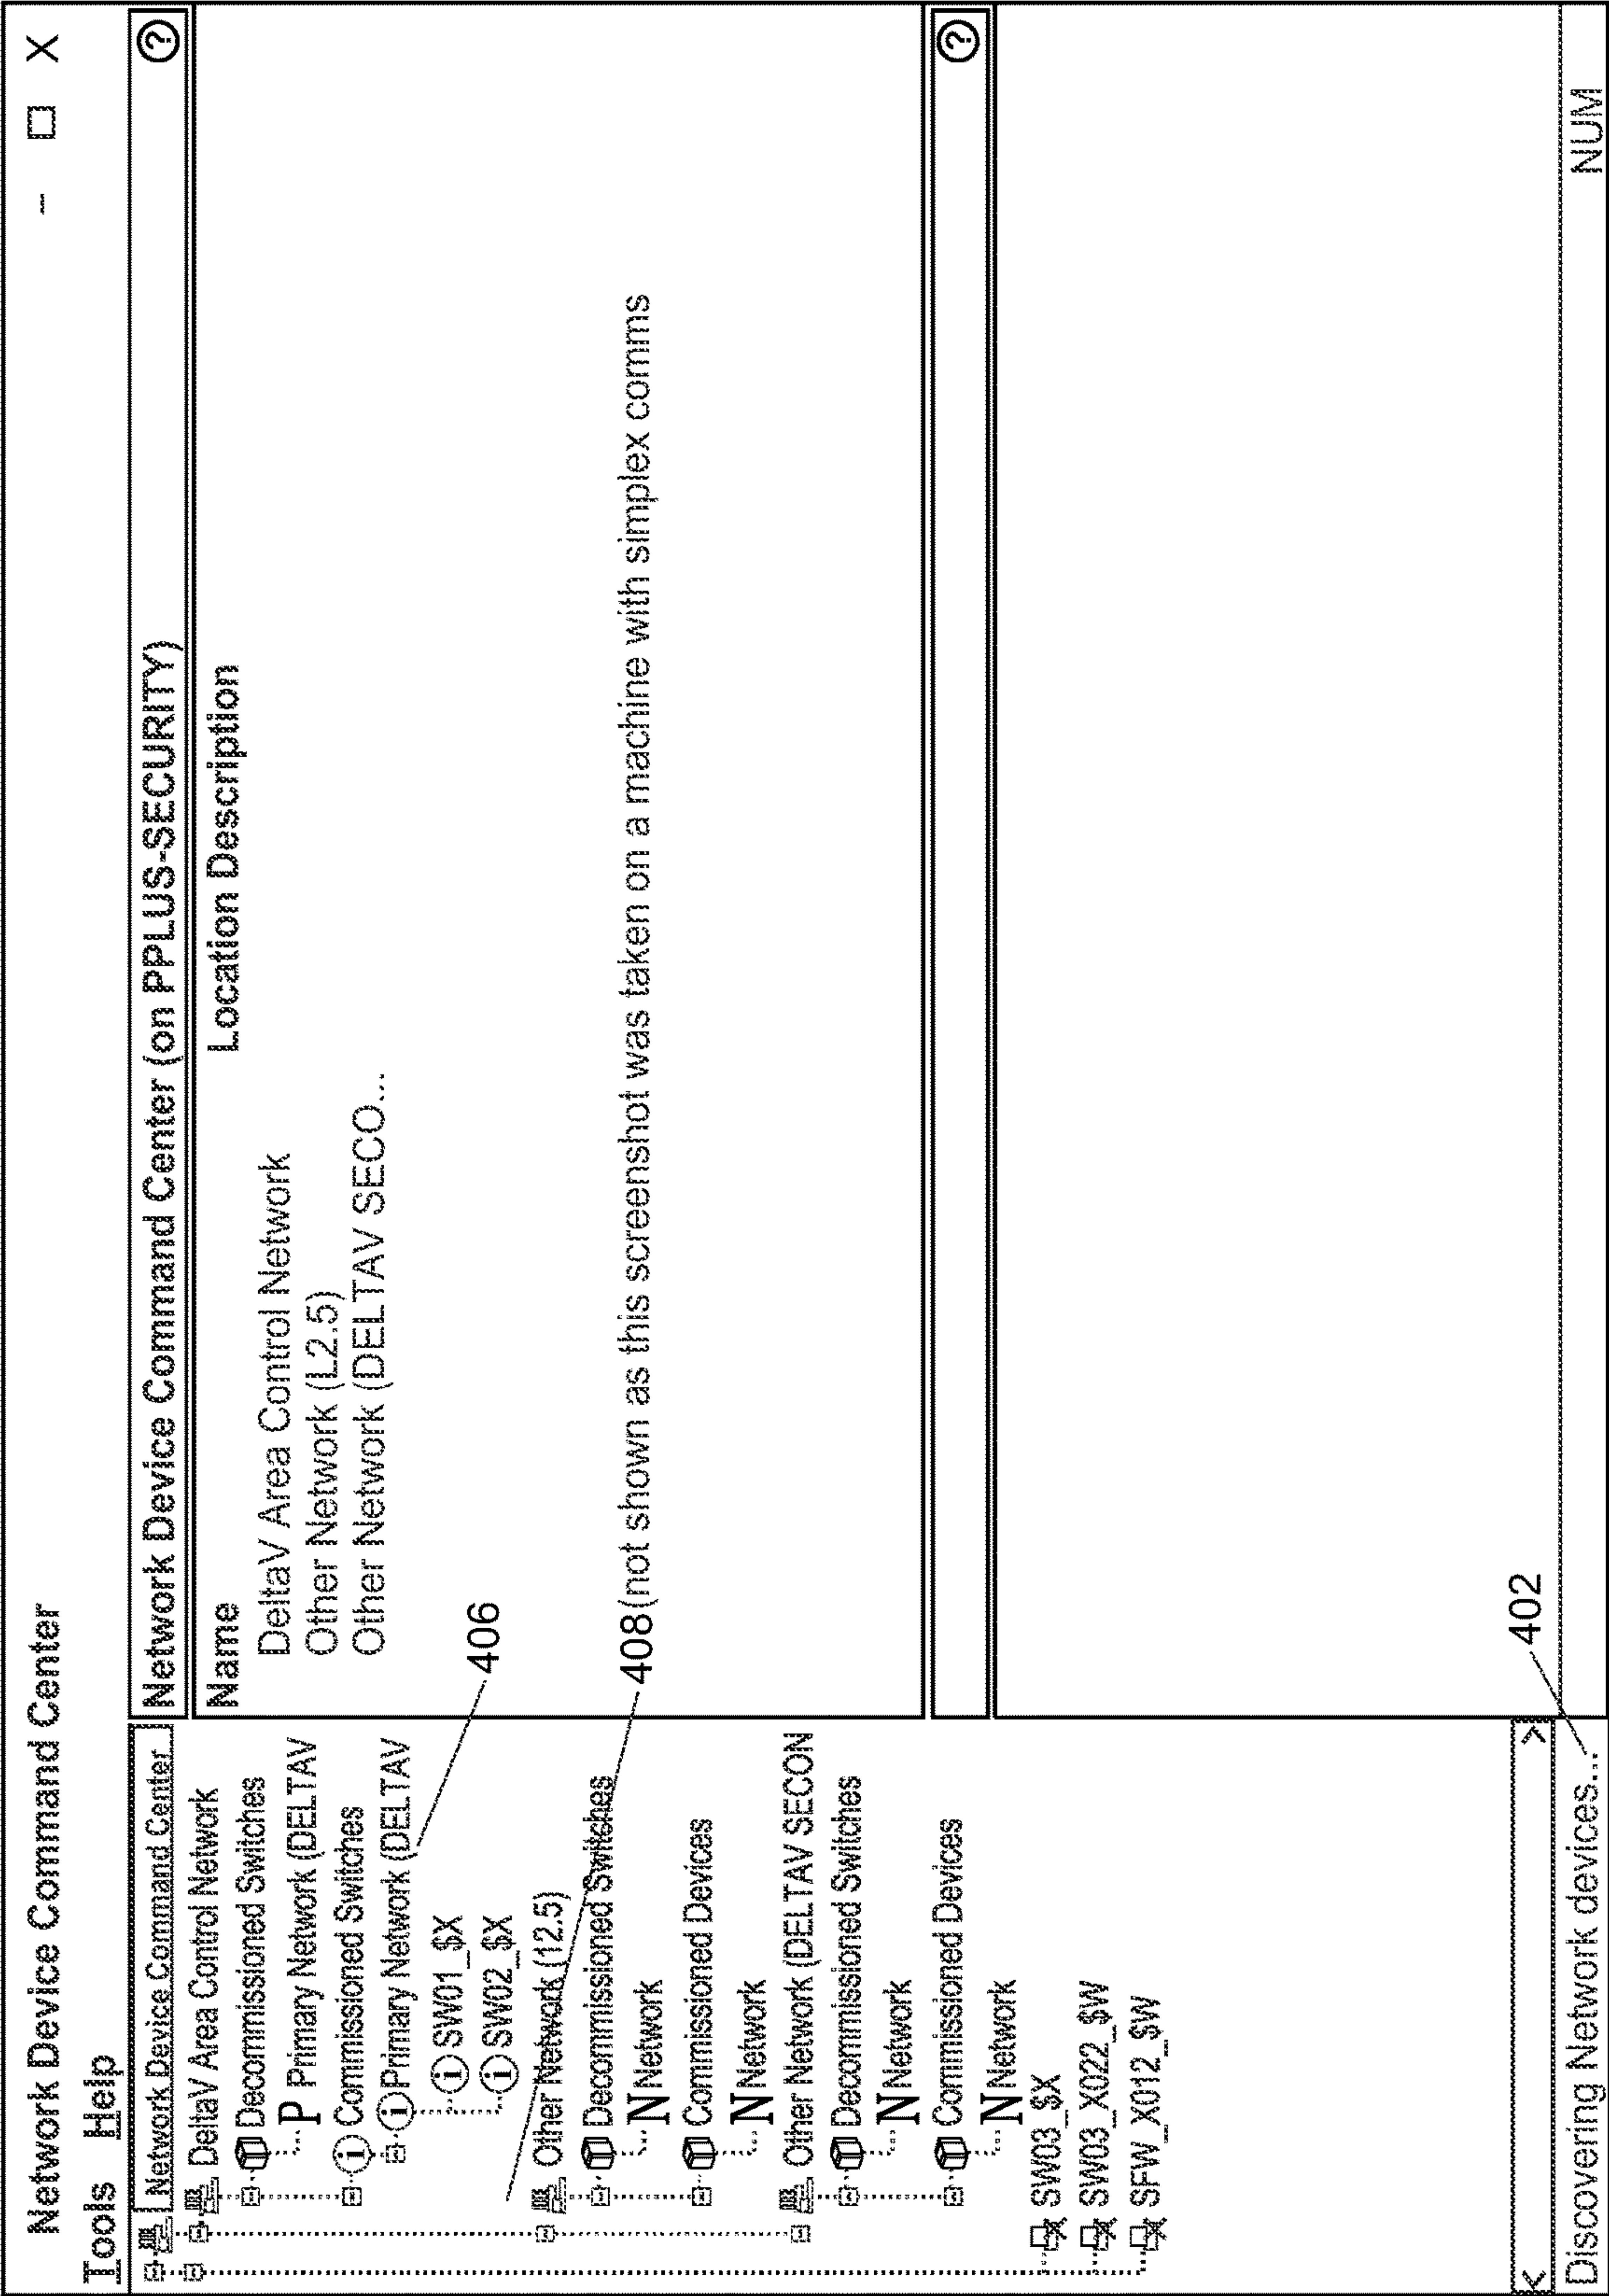 Network Device Command Center
– □ X
Tools Help
Network Device Command Center
DeltaV Area Control Network
Decomissioned Switches
P Primary Network (DELTAV
Commissioned Switches
Primary Network (DELTAV
406
SW01_$X
SW02_$X
Other Network (12.5)
Decommissioned Switches
N Network
Commissioned Devices
N Network
Other Network (DELTAV SECON
Decommissioned Switches
N Network
Commissioned Devices
N Network
SW03_$X
SW03_X022_$W
SFW_X012_$W
Network Device Command Center (on PPLUS-SECURITY)
?
Name Location Description
DeltaV Area Control Network
Other Network (L2.5)
Other Network (DELTAV SECO...
408 (not shown as this screenshot was taken on a machine with simplex comms
?
402
Discovering Network devices...
NUM